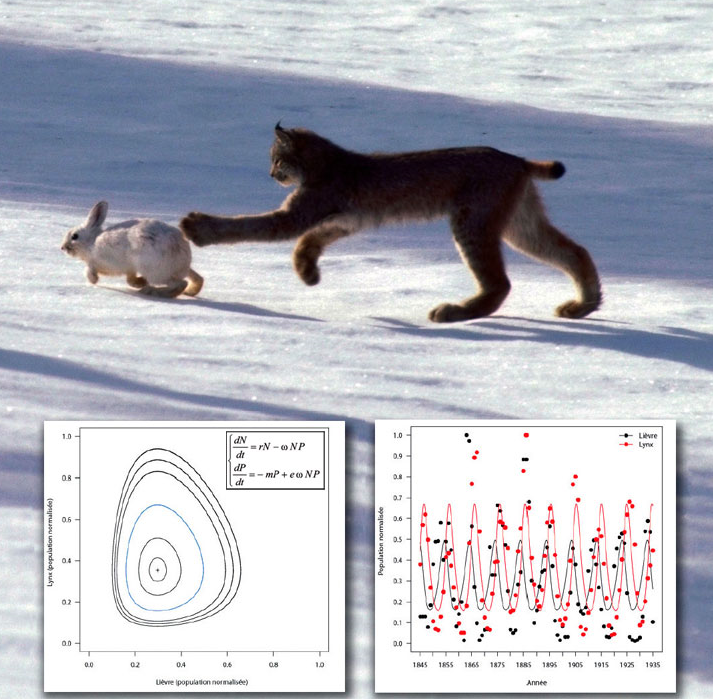 dN/dt = rN − ω NP
dP/dt = −mP + e ω NP
1.0
0.8
0.6
0.4
0.2
0.0
Lynx (population normalisée)
0.0 0.2 0.4 0.6 0.8 1.0
Lièvre (population normalisée)
Lièvre
Lynx
1.0
0.9
0.8
0.7
0.6
0.5
0.4
0.3
0.2
0.1
0.0
Population normalisée)
1845 1855 1865 1875 1885 1895 1905 1915 1925 1935
Année